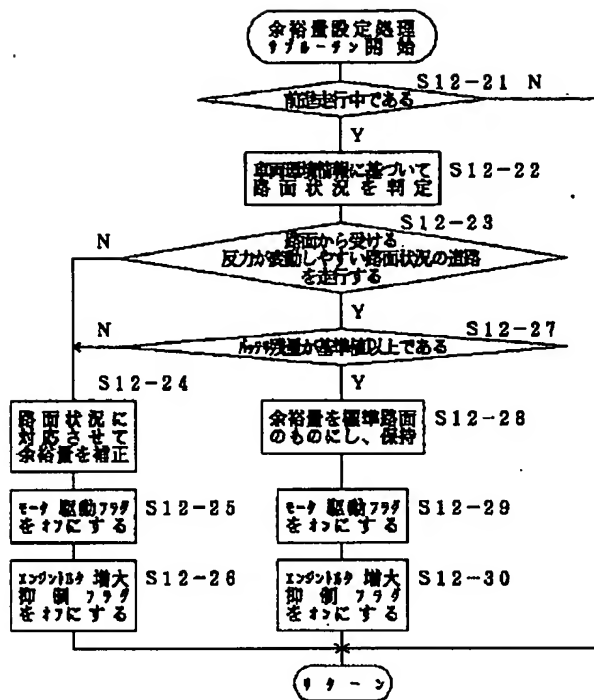 余裕量設定処理
サブルーチン開始
S12-21
N
前進走行中である
Y
車両環境情報に基づいて
路面状況を判定
S12-22
S12-23
N
路面から受ける
反力が変動しやすい路面状況の道路
を走行する
Y
S12-27
N
バッテリ残量が基準値以上である
Y
S12-24
路面状況に
対応させて
余裕量を補正
余裕量を標準路面
のものにし、保持
S12-28
モータ駆動フラグ
をオフにする
S12-25
モータ駆動フラグ
をオンにする
S12-29
エンジントルク増大
抑制フラグ
をオフにする
S12-26
エンジントルク増大
抑制フラグ
をオンにする
S12-30
リターン